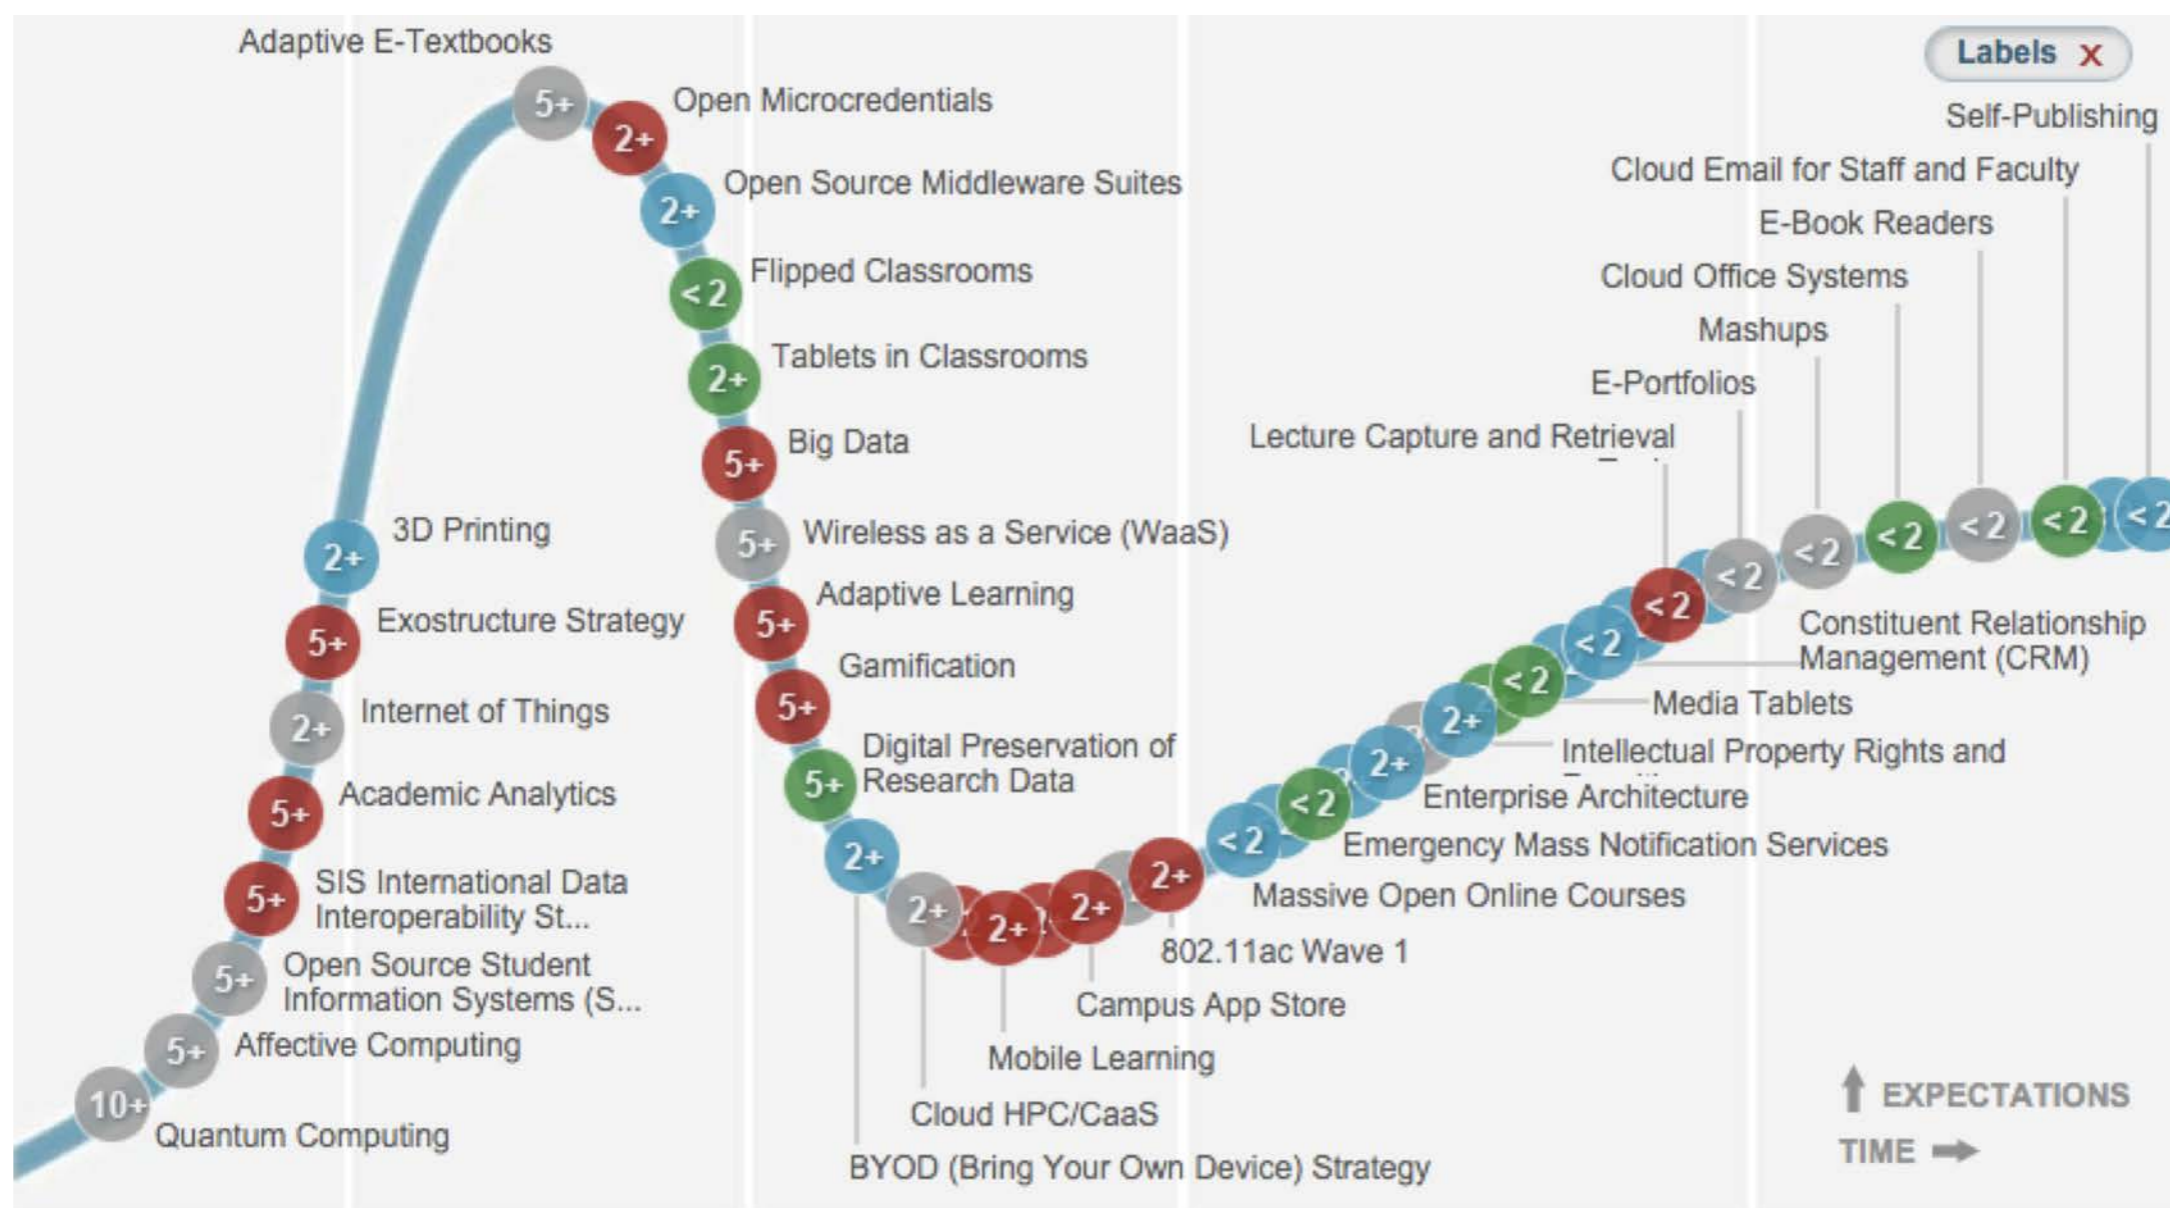 Adaptive E-Textbooks
5+
Labels X
Open Microcredentials
2+
Self-Publishing
Open Source Middleware Suites
2+
Cloud Email for Staff and Faculty
E-Book Readers
Flipped Classrooms
< 2
Cloud Office Systems
Mashups
Tablets in Classrooms
2+
E-Portfolios
Big Data
5+
Lecture Capture and Retrieval
3D Printing
2+
Wireless as a Service (WaaS)
5+
< 2
< 2
< 2
< 2
< 2
< 2
< 2
Exostructure Strategy
5+
Adaptive Learning
5+
Constituent Relationship
Management (CRM)
< 2
Internet of Things
2+
Gamification
5+
< 2
Media Tablets
2+
Intellectual Property Rights and
Academic Analytics
5+
Digital Preservation of
Research Data
5+
2+
Enterprise Architecture
< 2
Emergency Mass Notification Services
SIS International Data
Interoperability St...
5+
2+
< 2
Massive Open Online Courses
2+
2+
2+
2+
802.11ac Wave 1
Open Source Student
Information Systems (S...
5+
Campus App Store
Affective Computing
5+
Mobile Learning
Quantum Computing
10+
Cloud HPC/CaaS
BYOD (Bring Your Own Device) Strategy
EXPECTATIONS
TIME